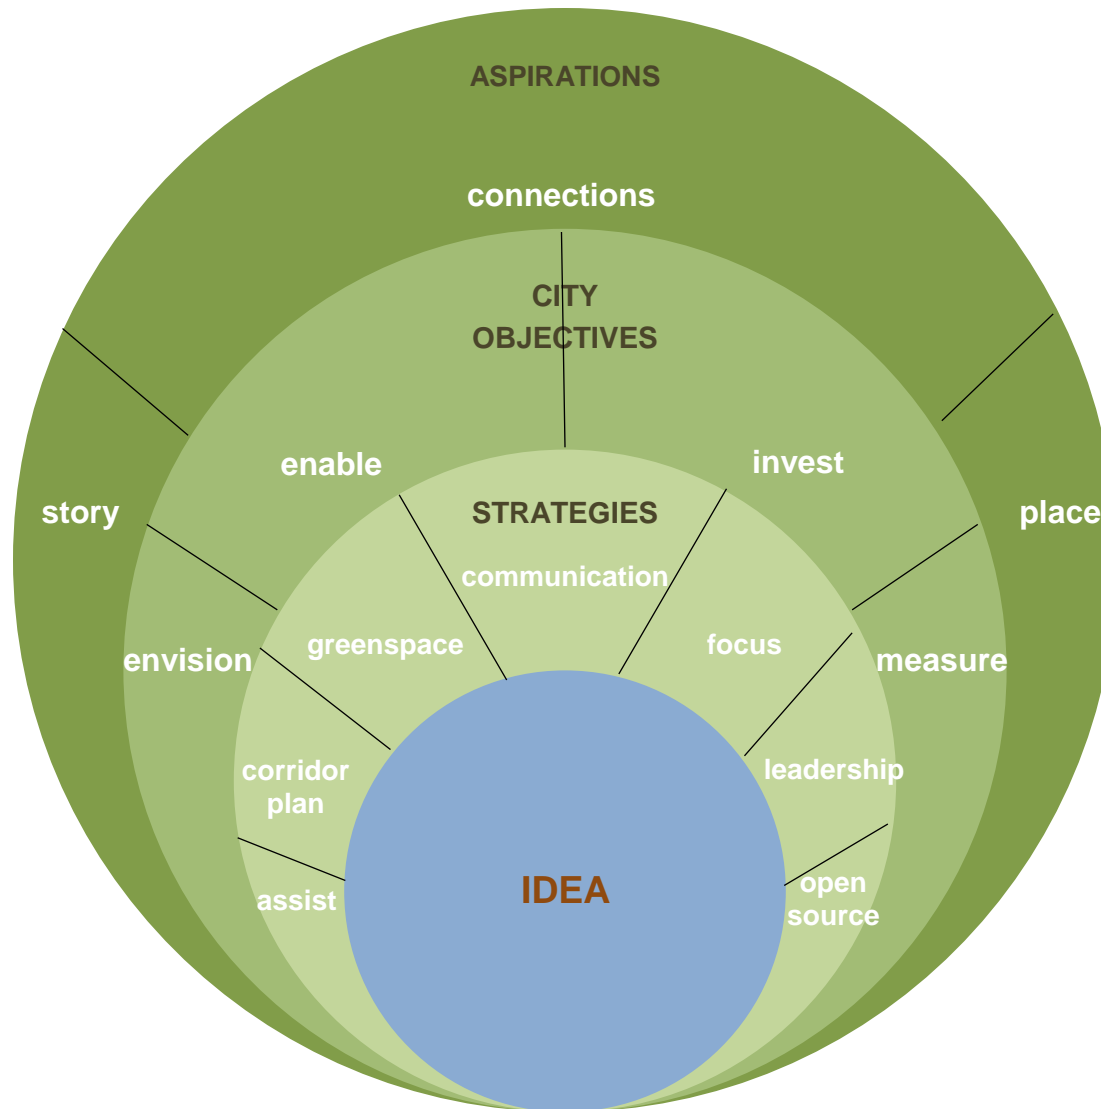 ASPIRATIONS
connections
story
place
CITY
OBJECTIVES
enable
invest
envision
measure
STRATEGIES
communication
greenspace
focus
corridor
plan
leadership
assist
open
source
IDEA